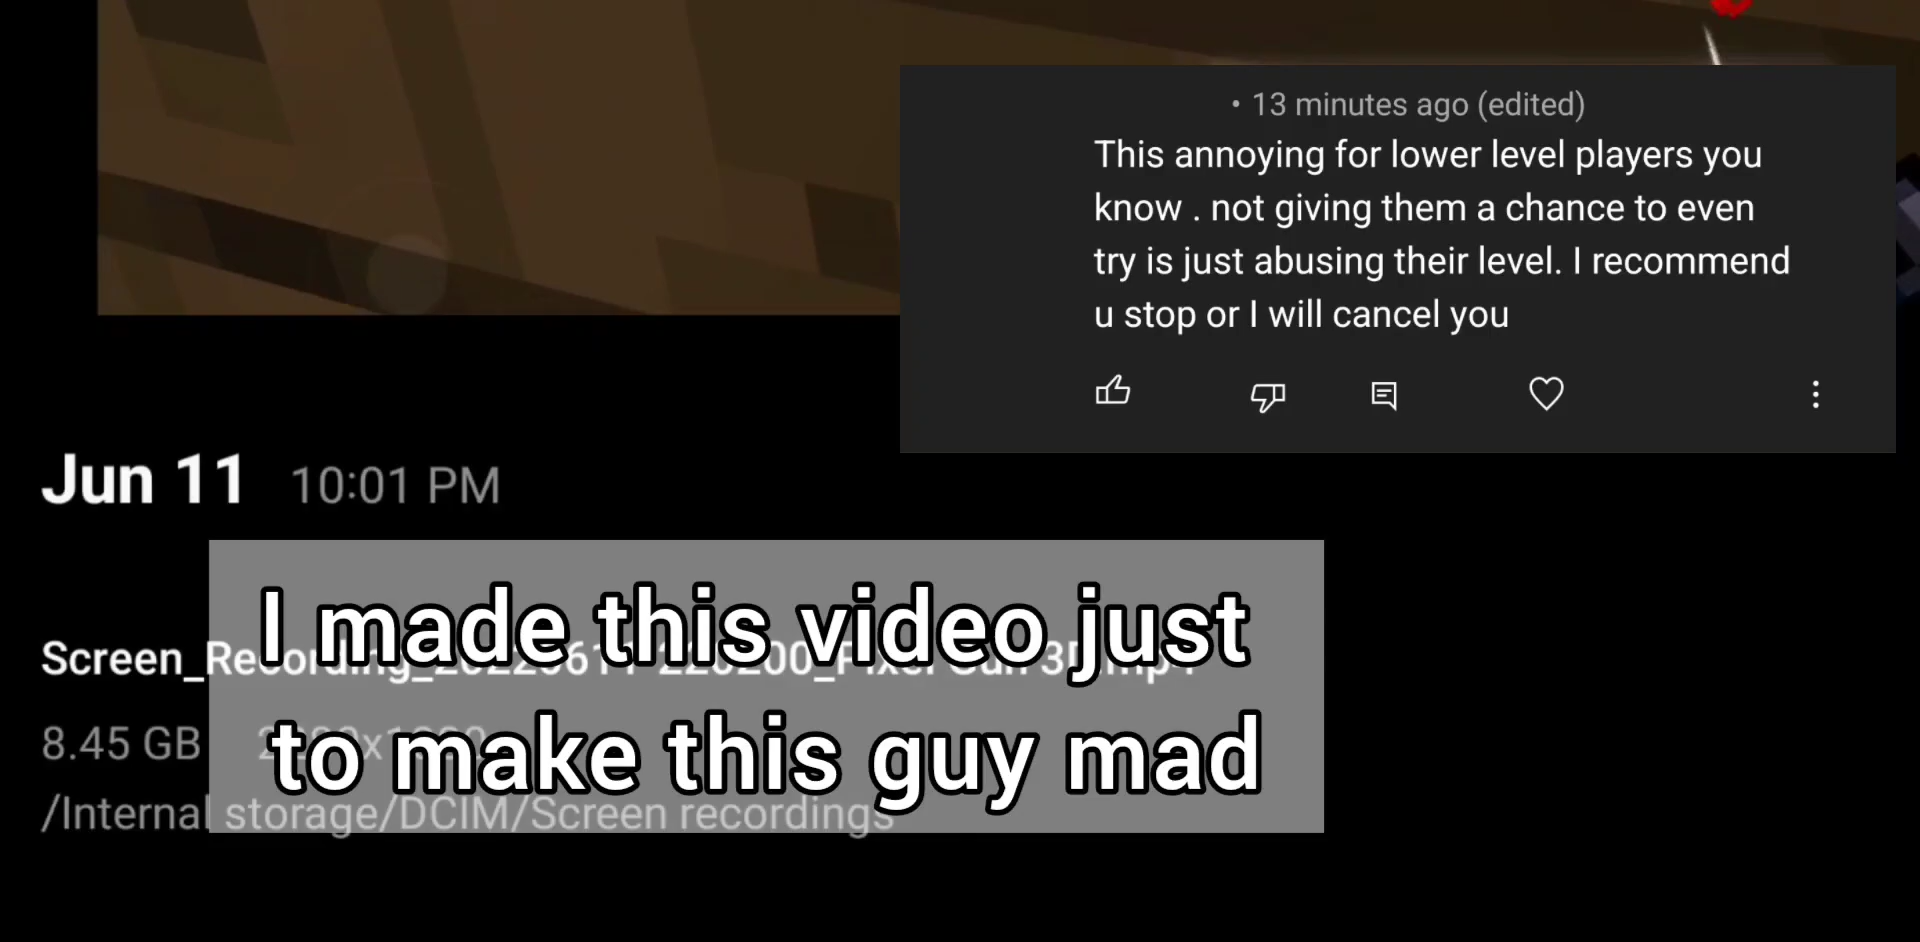 • 13 minutes ago (edited)
This annoying for lower level players you
know . not giving them a chance to even
try is just abusing their level. I recommend
u stop or I will cancel you
Jun 11 10:01 PM
I made this video just
to make this guy mad
8.45 GB
/Internal storage/DCIM/Screen recordings